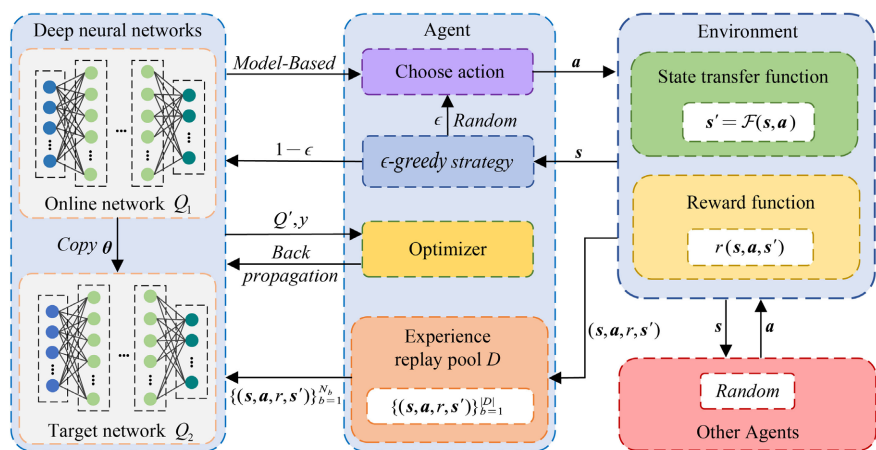 Deep neural networks
Online network Q₁
Copy θ
Target network Q₂
Model-Based
1 − ϵ
Q′, y
Back
propagation
{(s, a, r, s′)}_{b=1}^{N_b}
Agent
Choose action
ϵ Random
ϵ-greedy strategy
Optimizer
Experience
replay pool D
{(s, a, r, s′)}_{b=1}^{|D|}
a
s
(s, a, r, s′)
Environment
State transfer function
s′ = ℱ(s, a)
Reward function
r(s, a, s′)
s
a
Random
Other Agents